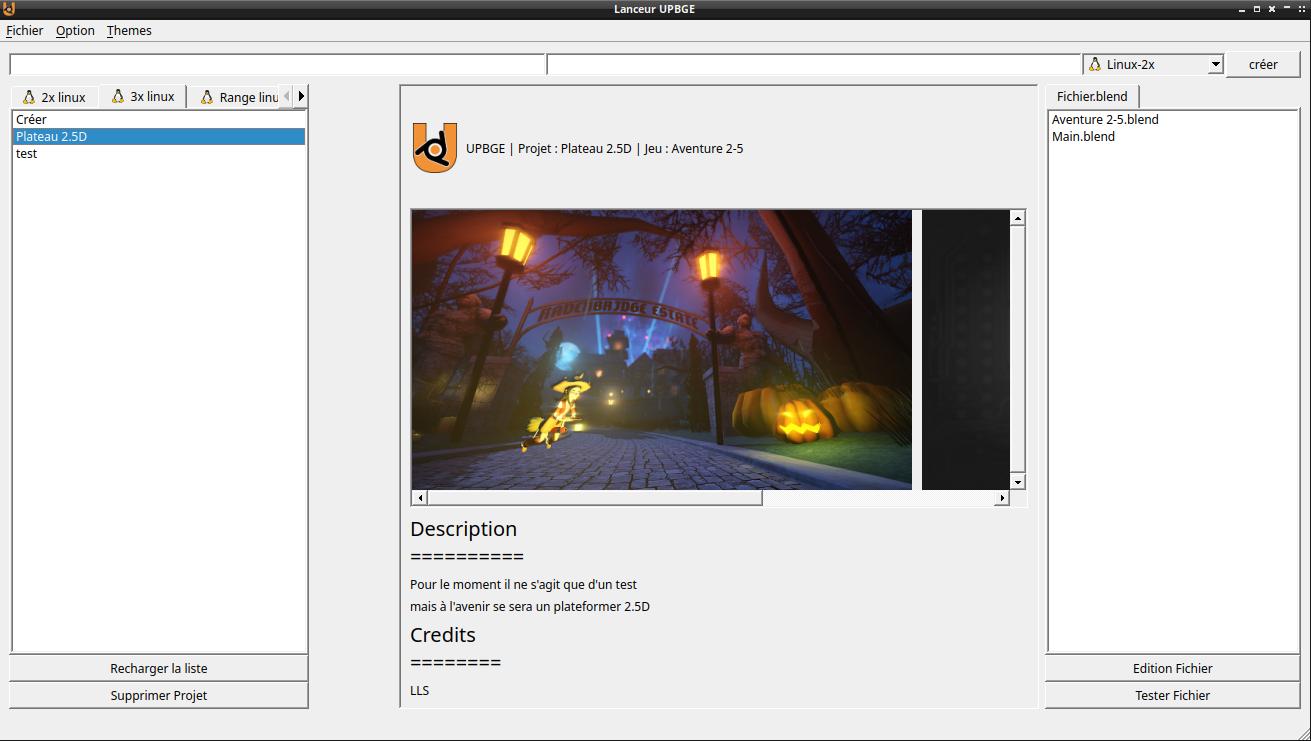 Lanceur UPBGE
Fichier Option Themes
Linux-2x créer
2x linux 3x linux Range linu
Créer
Plateau 2.5D
test
Recharger la liste
Supprimer Projet
UPBGE | Projet : Plateau 2.5D | Jeu : Aventure 2-5
BRIDGE ESTATE
Description
==========
Pour le moment il ne s'agit que d'un test
mais à l'avenir se sera un plateformer 2.5D
Credits
========
LLS
Fichier.blend
Aventure 2-5.blend
Main.blend
Edition Fichier
Tester Fichier